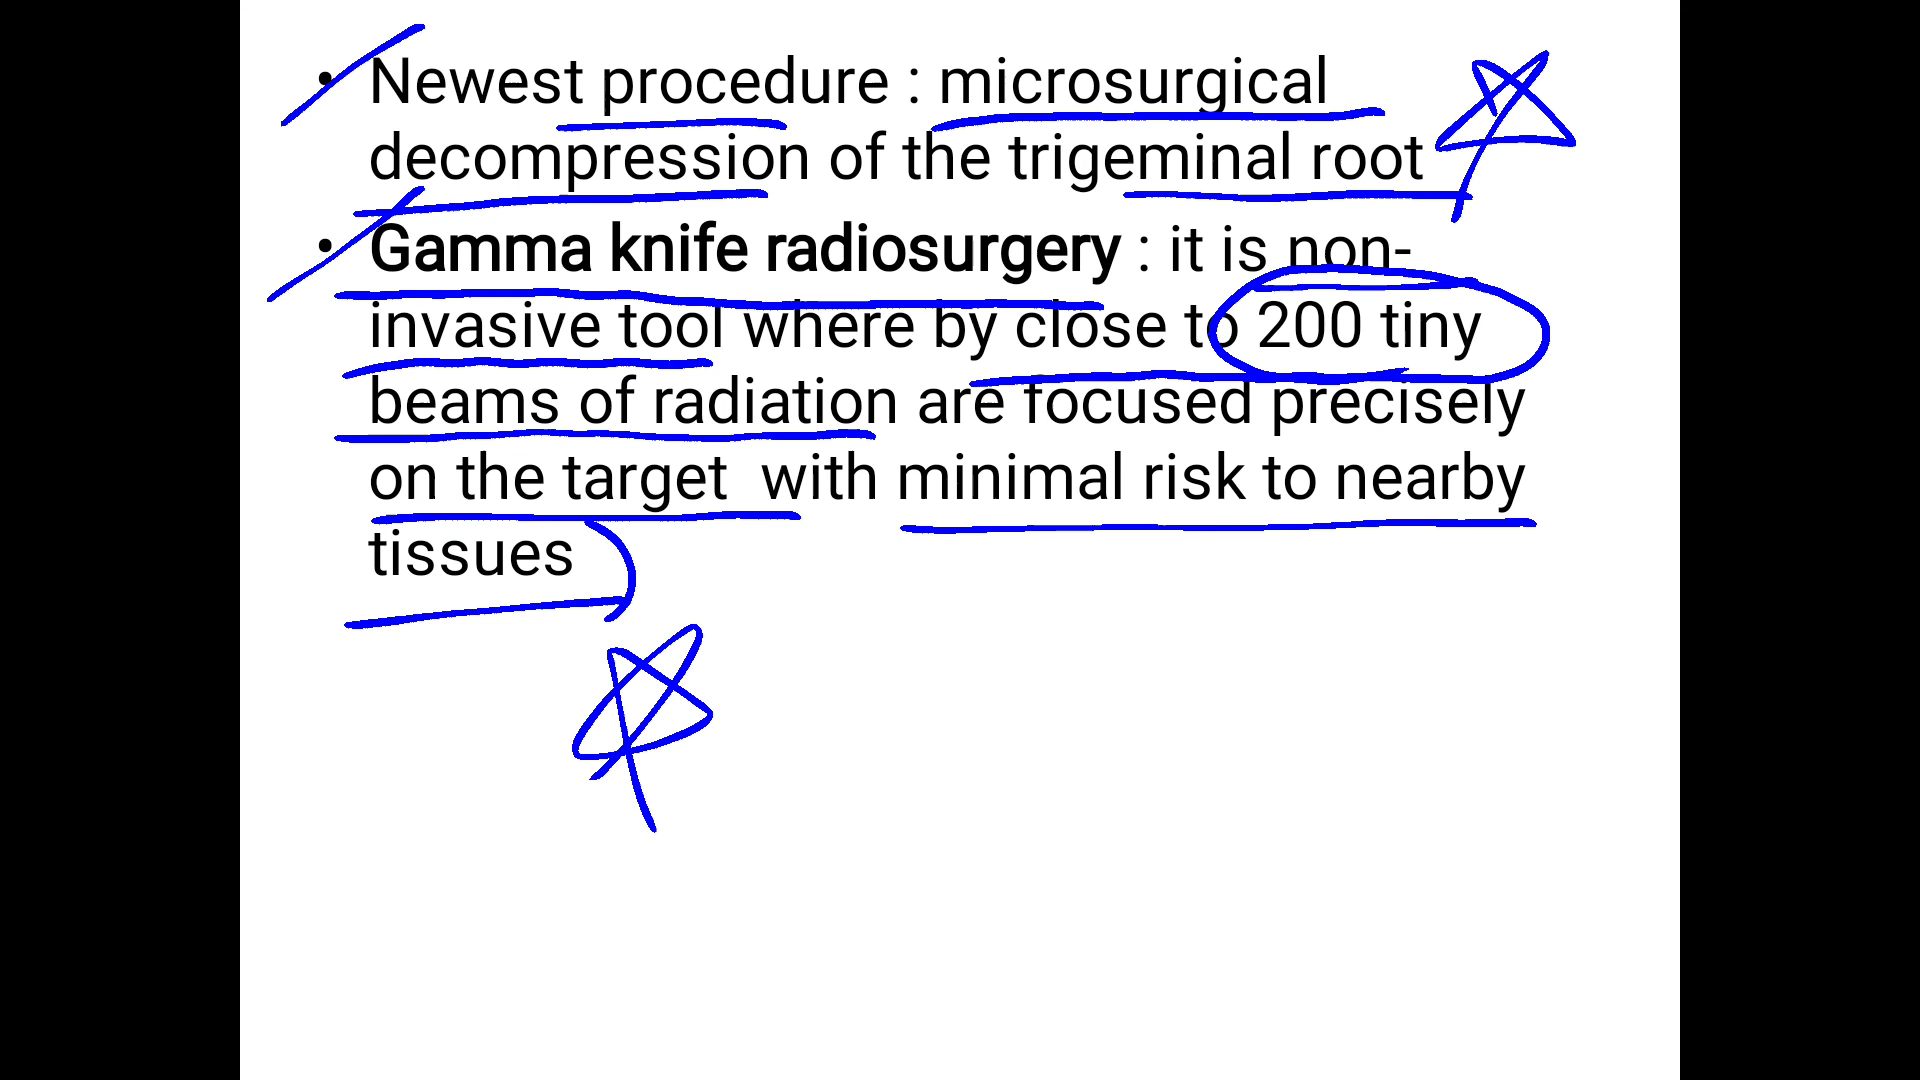 • Newest procedure : microsurgical
decompression of the trigeminal root
• Gamma knife radiosurgery : it is non-
invasive tool where by close to 200 tiny
beams of radiation are focused precisely
on the target  with minimal risk to nearby
tissues